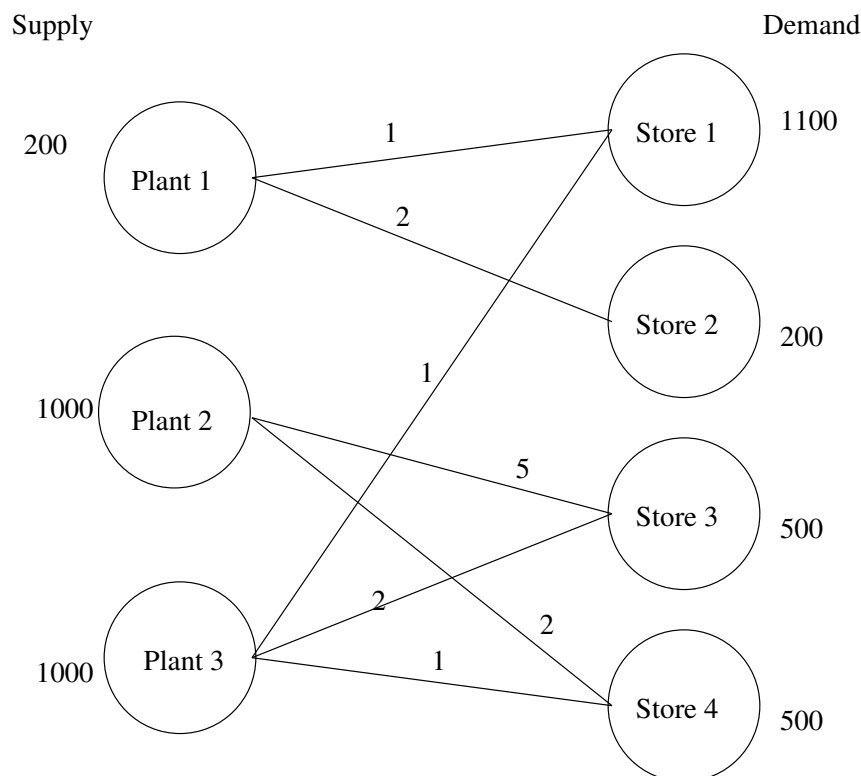 Supply
Demand
200
Plant 1
1
Store 1
1100
2
Store 2
200
1
1000
Plant 2
5
Store 3
500
2
2
1000
Plant 3
1
Store 4
500